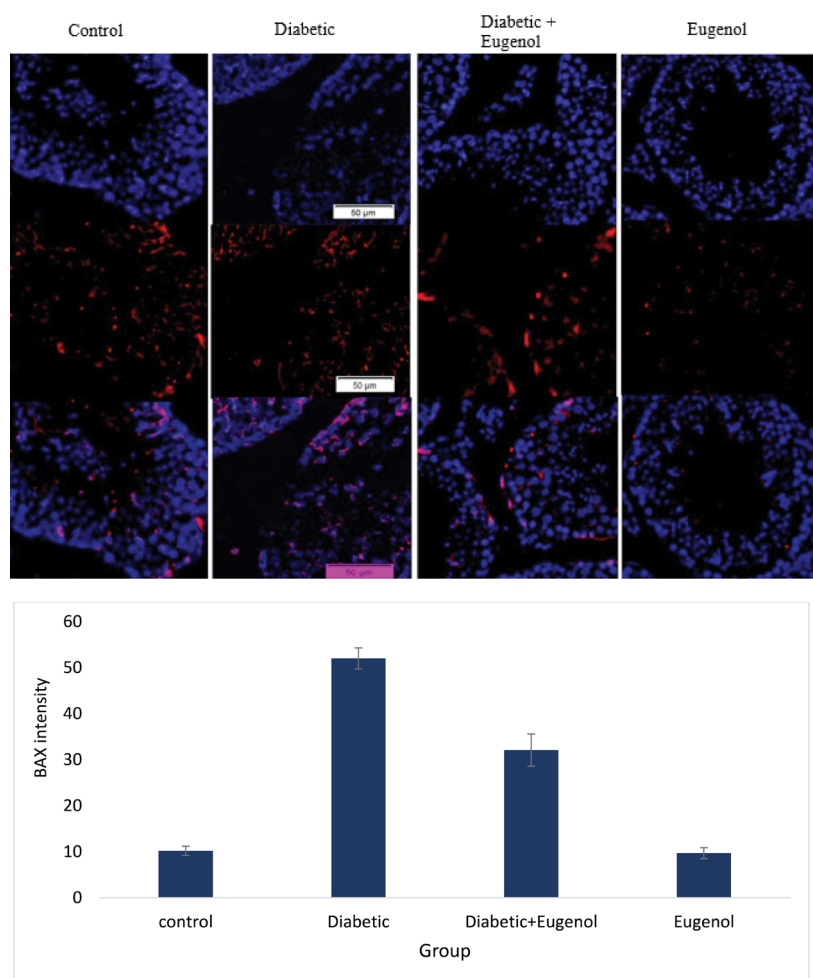 Control
Diabetic
Diabetic +
Eugenol
Eugenol
50 µm
50 µm
50 µm
60
50
40
30
20
10
0
BAX intensity
control
Diabetic
Diabetic+Eugenol
Eugenol
Group